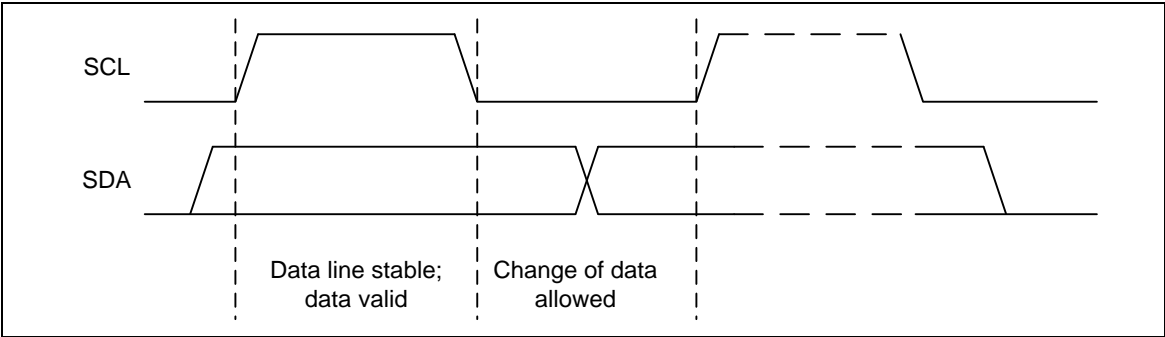 SCL
SDA
Data line stable;
data valid
Change of data
allowed